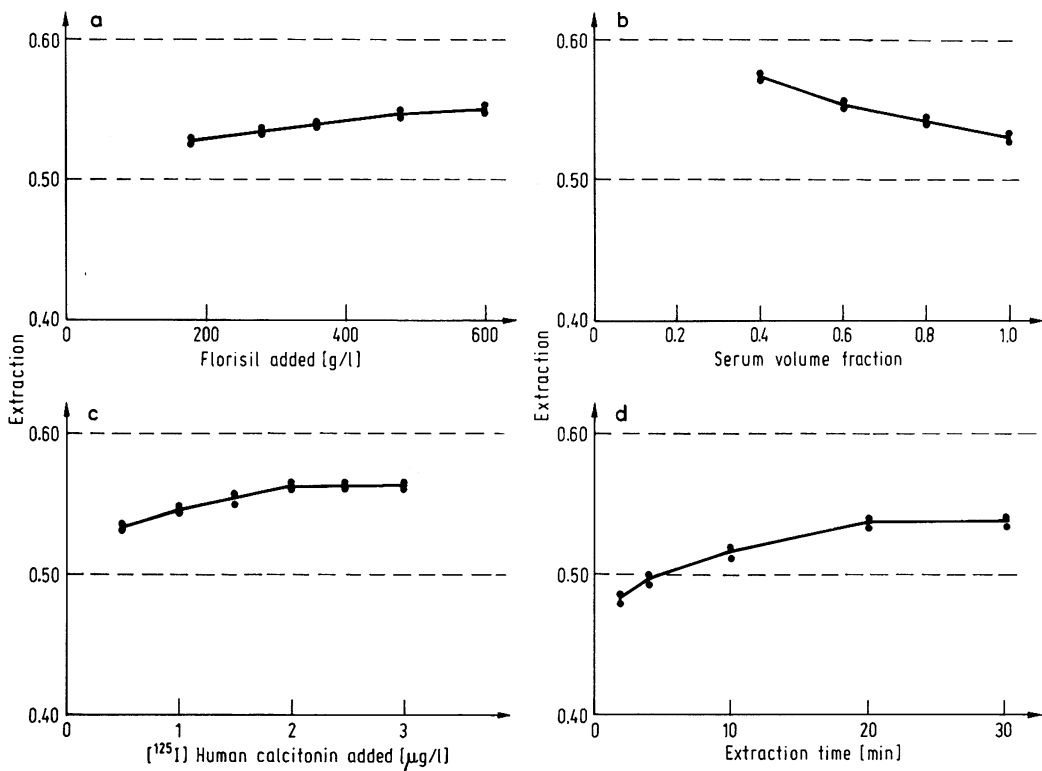 a
0.60
0.50
0.40
0 200 400 600
Florisil added [g/l]
b
0.60
0.50
0.40
0 0.2 0.4 0.6 0.8 1.0
Serum volume fraction
Extraction
Extraction
c
0.60
0.50
0.40
0 1 2 3
[¹²⁵I] Human calcitonin added [μg/l]
d
0.60
0.50
0.40
0 10 20 30
Extraction time [min]